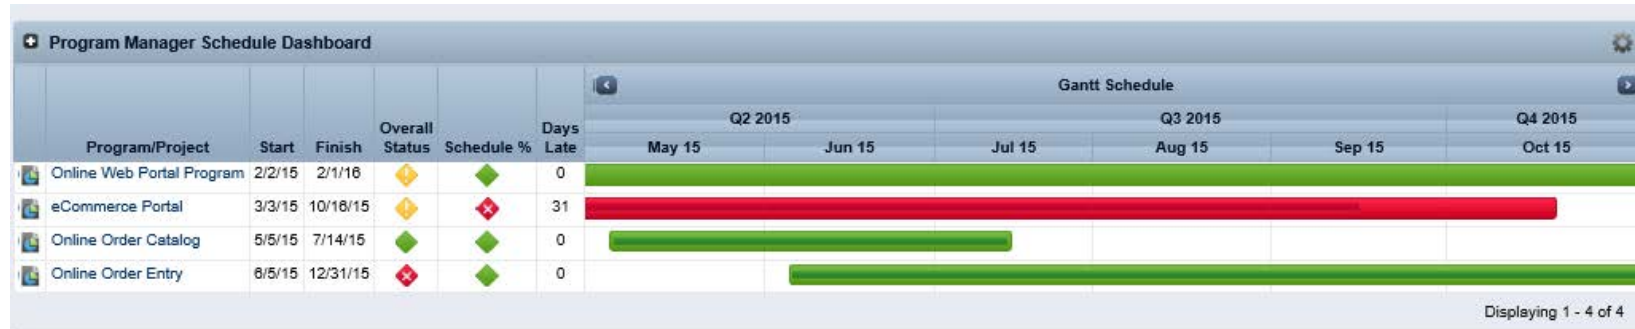 Program Manager Schedule Dashboard
Gantt Schedule
Q2 2015 Q3 2015 Q4 2015
Program/Project Start Finish Overall Status Schedule % Days Late May 15 Jun 15 Jul 15 Aug 15 Sep 15 Oct 15
Online Web Portal Program 2/2/15 2/1/16 0
eCommerce Portal 3/3/15 10/16/15 31
Online Order Catalog 5/5/15 7/14/15 0
Online Order Entry 6/5/15 12/31/15 0
Displaying 1 - 4 of 4